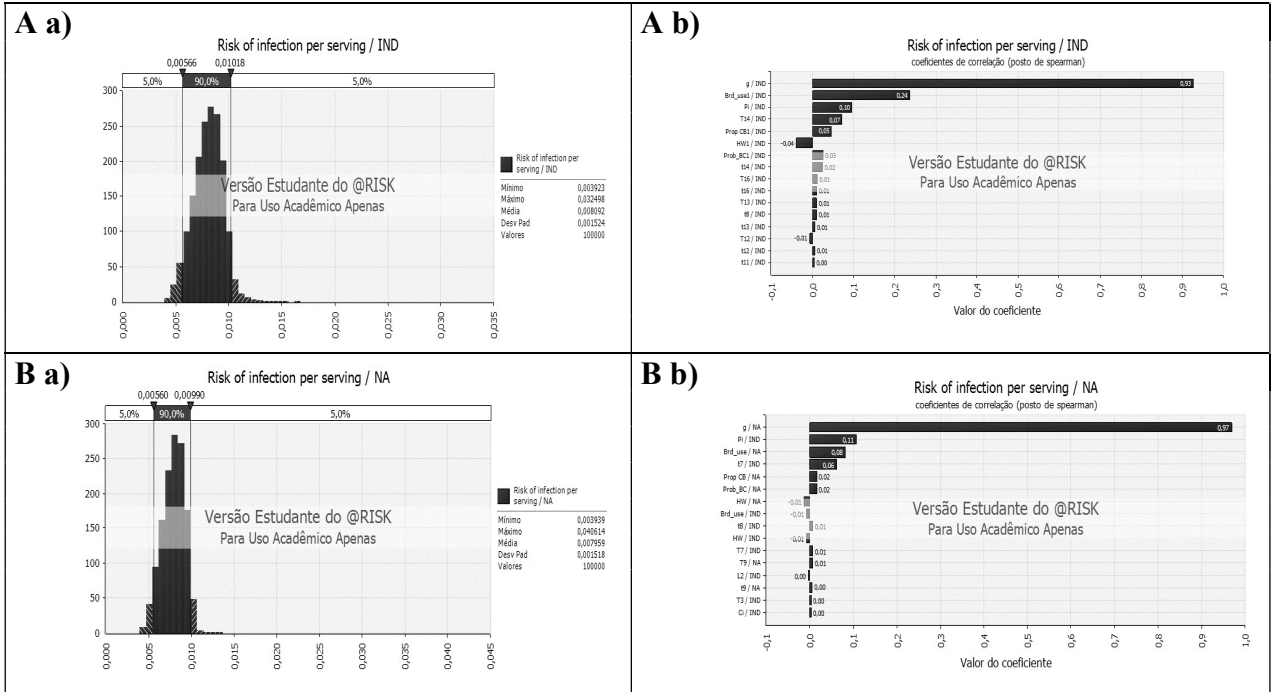 A a)
Risk of infection per serving / IND
0,00566 0,01018
5,0% 90,0% 5,0%
300
250
200
150
100
50
0
0,000 0,005 0,010 0,015 0,020 0,025 0,030 0,035
Versão Estudante do @RISK
Para Uso Acadêmico Apenas
Risk of infection per
serving / IND
Mínimo 0,003923
Máximo 0,032498
Média 0,008092
Desv Pad 0,001524
Valores 100000
A b)
Risk of infection per serving / IND
coeficientes de correlação (posto de spearman)
g / IND 0,93
Brd_use1 / IND 0,24
Pi / IND 0,10
T14 / IND 0,07
Prop CB1 / IND 0,05
HW1 / IND -0,04
Prob_BC1 / IND 0,03
t14 / IND 0,02
T16 / IND 0,01
t16 / IND 0,01
T13 / IND 0,01
t8 / IND 0,01
t13 / IND 0,01
T12 / IND -0,01
t12 / IND 0,01
t11 / IND 0,00
Versão Estudante do @RISK
Para Uso Acadêmico Apenas
-0,1 0,0 0,1 0,2 0,3 0,4 0,5 0,6 0,7 0,8 0,9 1,0
Valor do coeficiente
B a)
Risk of infection per serving / NA
0,00560 0,00990
5,0% 90,0% 5,0%
300
250
200
150
100
50
0
0,000 0,005 0,010 0,015 0,020 0,025 0,030 0,035 0,040 0,045
Versão Estudante do @RISK
Para Uso Acadêmico Apenas
Risk of infection per
serving / NA
Mínimo 0,003939
Máximo 0,040614
Média 0,007959
Desv Pad 0,001518
Valores 100000
B b)
Risk of infection per serving / NA
coeficientes de correlação (posto de spearman)
g / NA 0,97
Pi / IND 0,11
Brd_use / NA 0,08
t7 / IND 0,06
Prop CB / NA 0,02
Prob_BC / NA 0,02
HW / NA -0,01
Brd_use / IND -0,01
t8 / IND 0,01
HW / IND -0,01
T7 / IND 0,01
T9 / NA 0,01
L2 / IND 0,00
t9 / NA 0,00
T3 / IND 0,00
Ci / IND 0,00
Versão Estudante do @RISK
Para Uso Acadêmico Apenas
-0,1 0,0 0,1 0,2 0,3 0,4 0,5 0,6 0,7 0,8 0,9 1,0
Valor do coeficiente